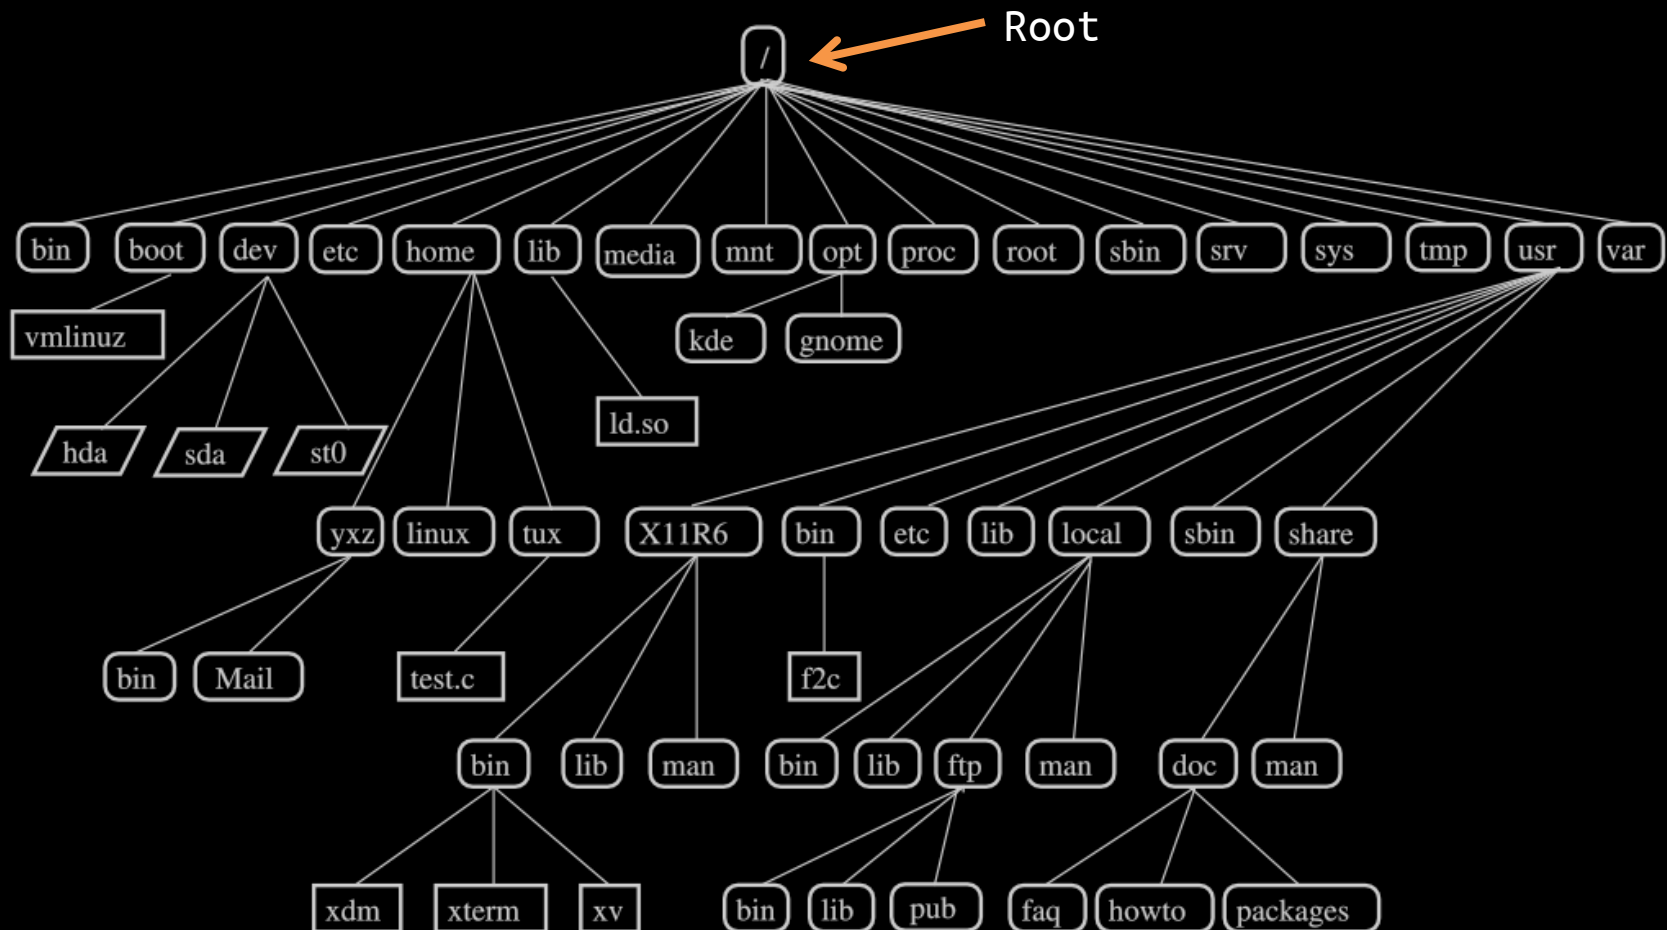 Root
/
bin boot dev etc home lib media mnt opt proc root sbin srv sys tmp usr var
vmlinuz kde gnome
hda sda st0 ld.so
yxz linux tux X11R6 bin etc lib local sbin share
bin Mail test.c f2c
bin lib man bin lib ftp man doc man
xdm xterm xv bin lib pub faq howto packages